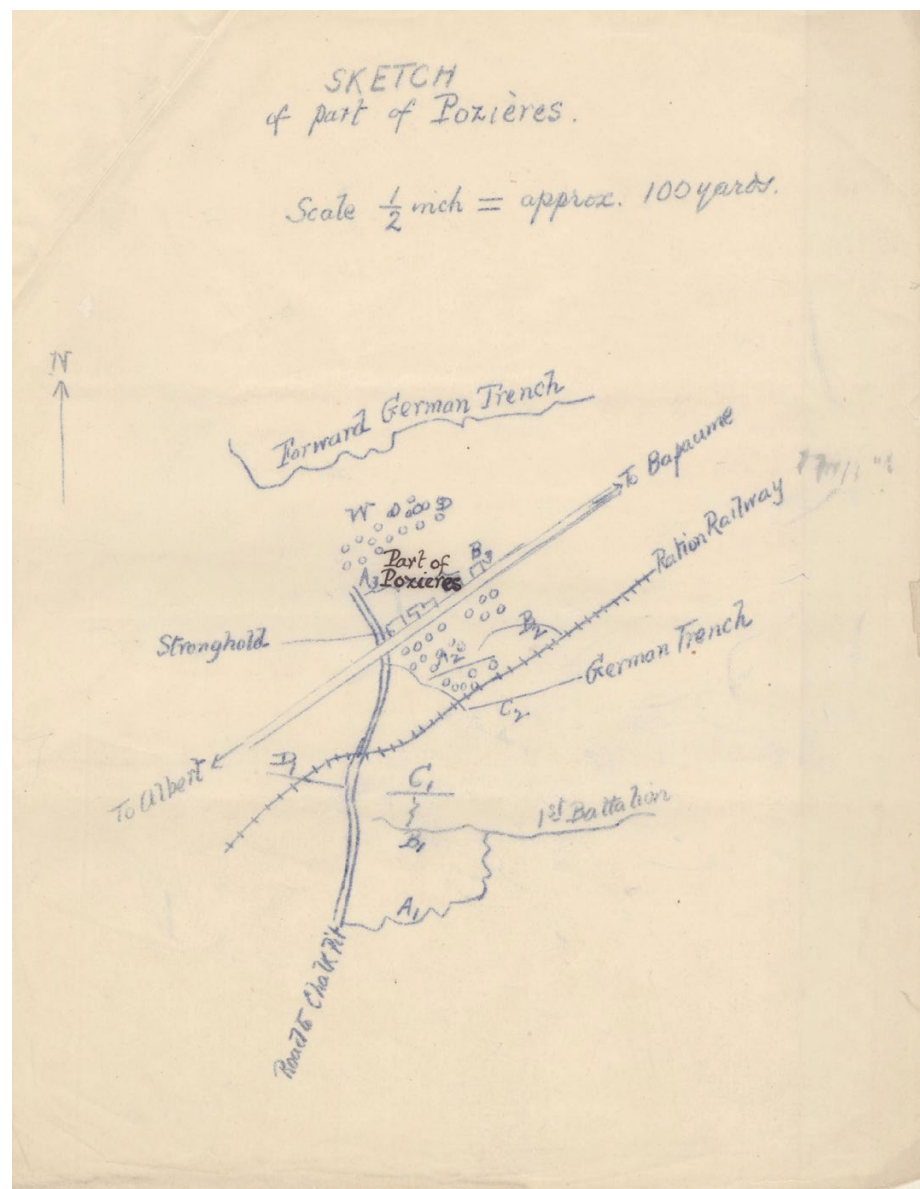 SKETCH
of part of Pozières.
Scale 1/2 inch = approx. 100 yards.
N
Forward German Trench
To Bapaume
W O O D
Ration Railway
B3
Part of
Pozieres
A3
Stronghold
B2
A2
German Trench
C2
D1
To Albert
C1
1st Battalion
B1
A1
Road to Chalk Pit